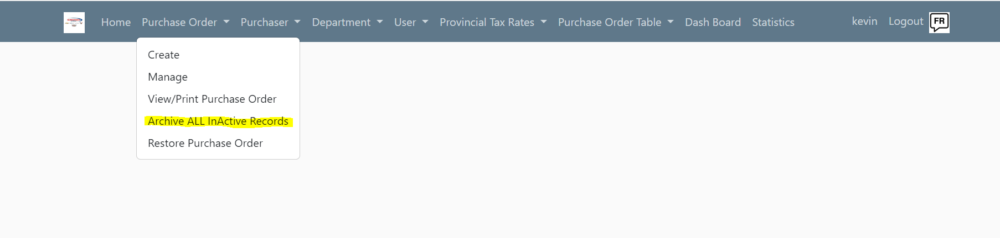 Home Purchase Order Purchaser Department User Provincial Tax Rates Purchase Order Table Dash Board Statistics kevin Logout FR
Create
Manage
View/Print Purchase Order
Archive ALL InActive Records
Restore Purchase Order